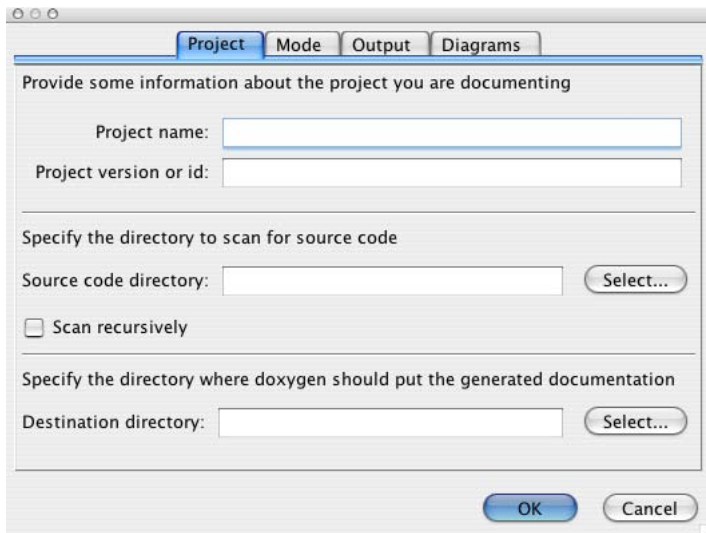 Project Mode Output Diagrams
Provide some information about the project you are documenting
Project name:
Project version or id:
Specify the directory to scan for source code
Source code directory: Select...
Scan recursively
Specify the directory where doxygen should put the generated documentation
Destination directory: Select...
OK Cancel